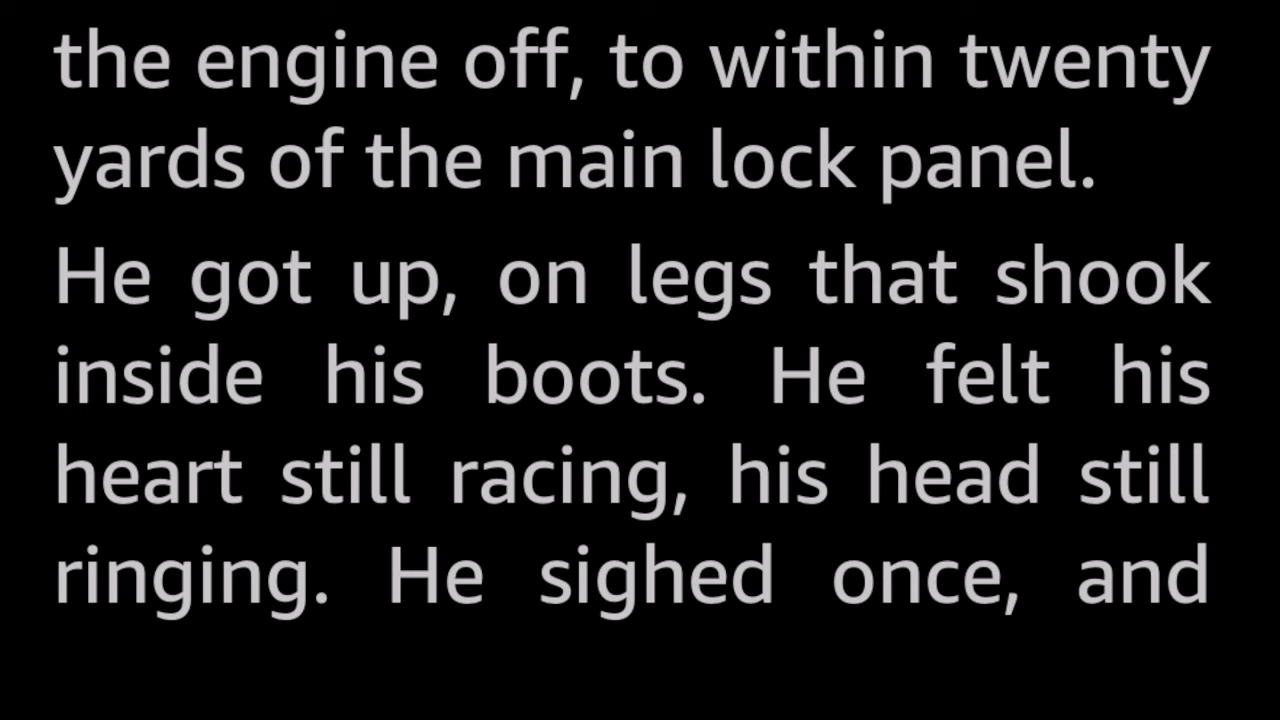 the engine off, to within twenty
yards of the main lock panel.
He got up, on legs that shook
inside his boots. He felt his
heart still racing, his head still
ringing. He sighed once, and